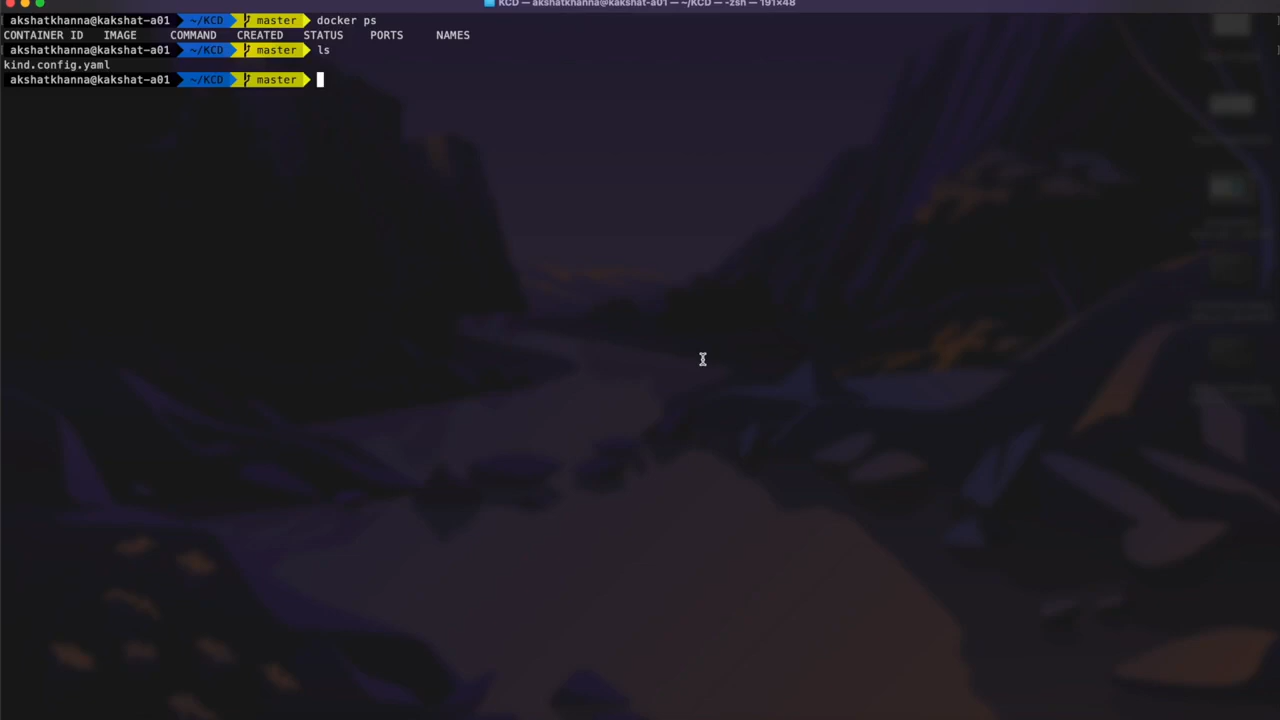 KCD — akshatkhanna@kakshat-a01 — ~/KCD — -zsh — 191×48
akshatkhanna@kakshat-a01 ~/KCD master docker ps
CONTAINER ID IMAGE COMMAND CREATED STATUS PORTS NAMES
akshatkhanna@kakshat-a01 ~/KCD master ls
kind.config.yaml
akshatkhanna@kakshat-a01 ~/KCD master